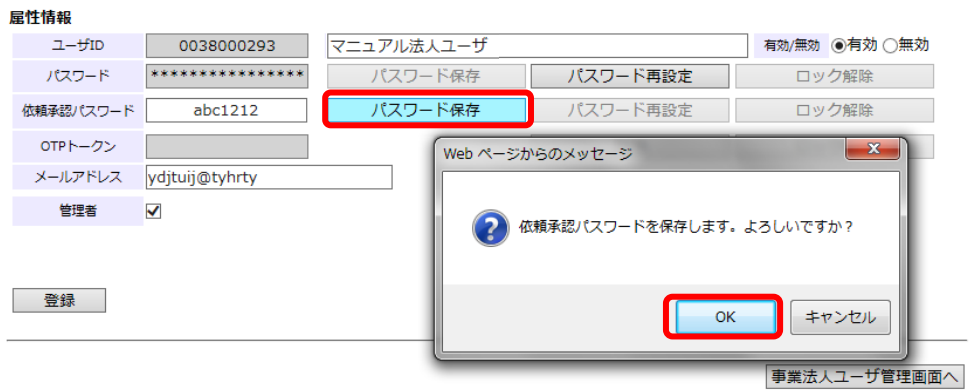 属性情報
ユーザID 0038000293 マニュアル法人ユーザ 有効/無効 有効 無効
パスワード **************** パスワード保存 パスワード再設定 ロック解除
依頼承認パスワード abc1212 パスワード保存 パスワード再設定 ロック解除
OTPトークン
Web ページからのメッセージ
メールアドレス ydjtuij@tyhrty
管理者
依頼承認パスワードを保存します。よろしいですか？
登録
OK キャンセル
事業法人ユーザ管理画面へ